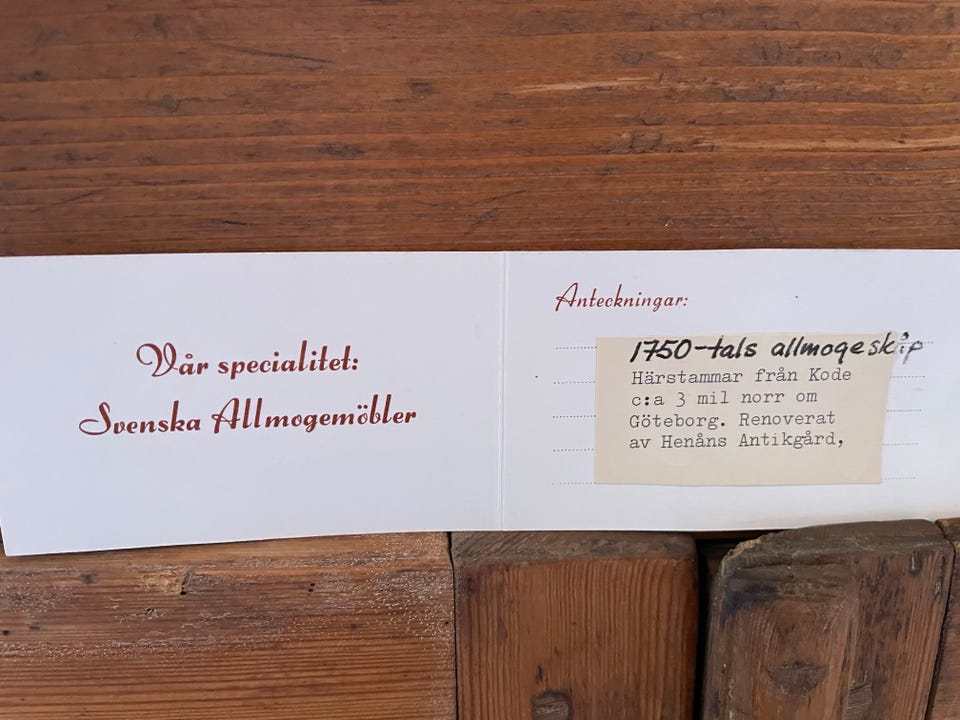 Vår specialitet:
Svenska Allmogemöbler
Anteckningar:
1750-tals allmogeskåp
Härstammar från Kode
c:a 3 mil norr om
Göteborg. Renoverat
av Henåns Antikgård,